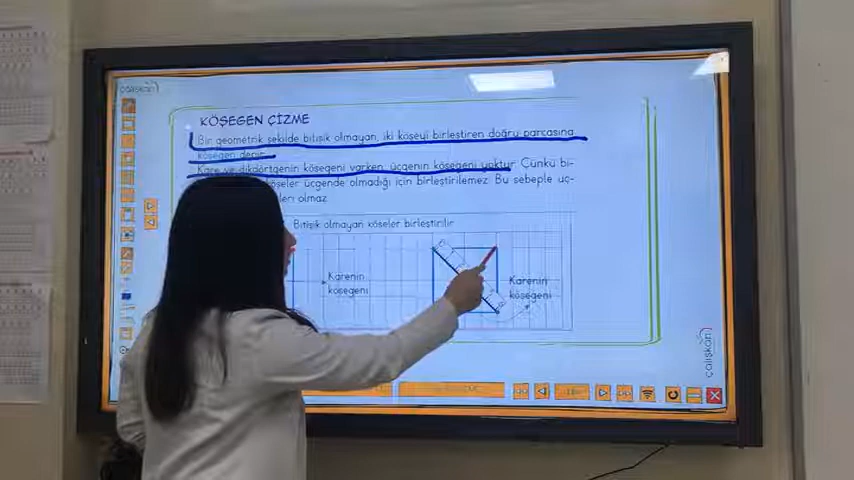 çalışkan
KÖŞEGEN ÇİZME
Bir geometrik şekilde bitişik olmayan, iki köşeyi birleştiren doğru parçasına
köşegen denir.
Kare ve dikdörtgenin köşegeni varken, üçgenin köşegeni yoktur. Çünkü bi-
köşeler üçgende olmadığı için birleştirilemez. Bu sebeple üç-
leri olmaz.
Bitişik olmayan köşeler birleştirilir.
Karenin
köşegeni
Karenin
köşegeni
çalışkan